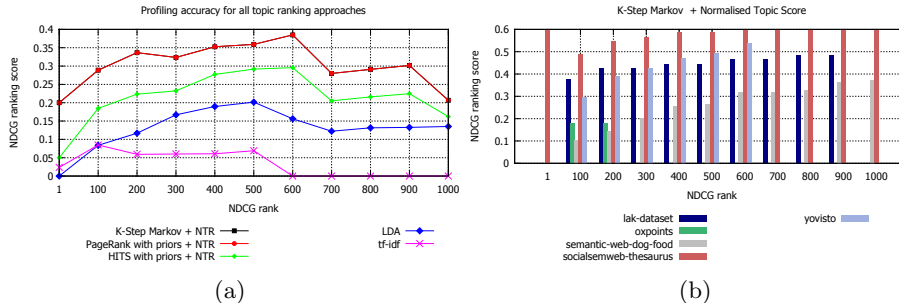 Profiling accuracy for all topic ranking approaches
NDCG ranking score
0.4
0.35
0.3
0.25
0.2
0.15
0.1
0.05
0
1 100 200 300 400 500 600 700 800 900 1000
NDCG rank
K-Step Markov + NTR
PageRank with priors + NTR
HITS with priors + NTR
LDA
tf-idf
(a)
K-Step Markov + Normalised Topic Score
NDCG ranking score
0.6
0.5
0.4
0.3
0.2
0.1
0
1 100 200 300 400 500 600 700 800 900 1000
NDCG rank
lak-dataset
oxpoints
semantic-web-dog-food
socialsemweb-thesaurus
yovisto
(b)